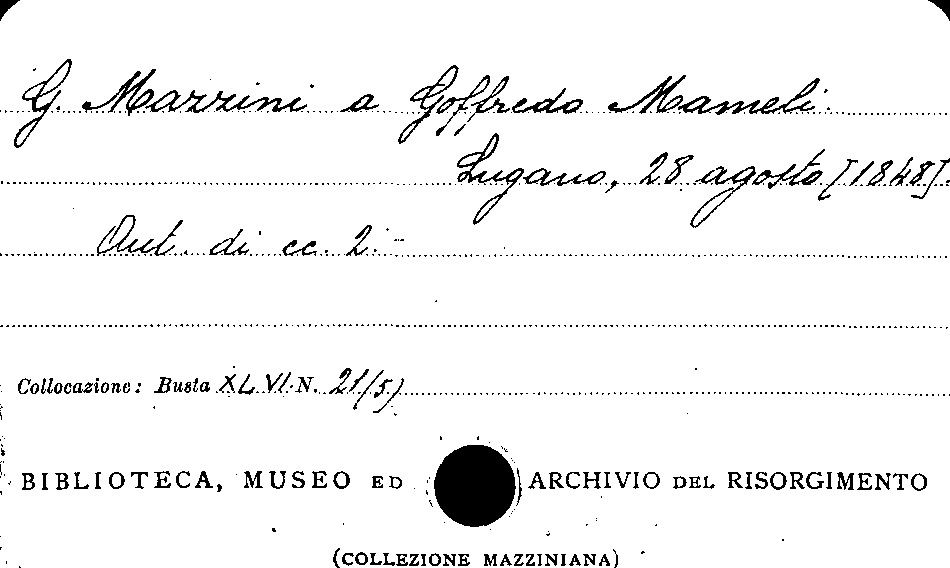 G. Mazzini a Goffredo Mameli.
Lugano, 28 agosto [1848].
Aut. di cc. 2.-
Collocazione: Busta XLVI. N. 21(5)
BIBLIOTECA, MUSEO ED ARCHIVIO DEL RISORGIMENTO
(COLLEZIONE MAZZINIANA)